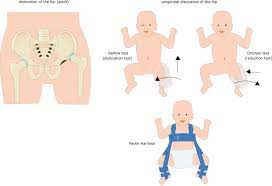 dislocation of the hip (adult)
congenital dislocation of the hip
Barlow test
(dislocation test)
Ortolani test
(reduction test)
Pavlik Harness